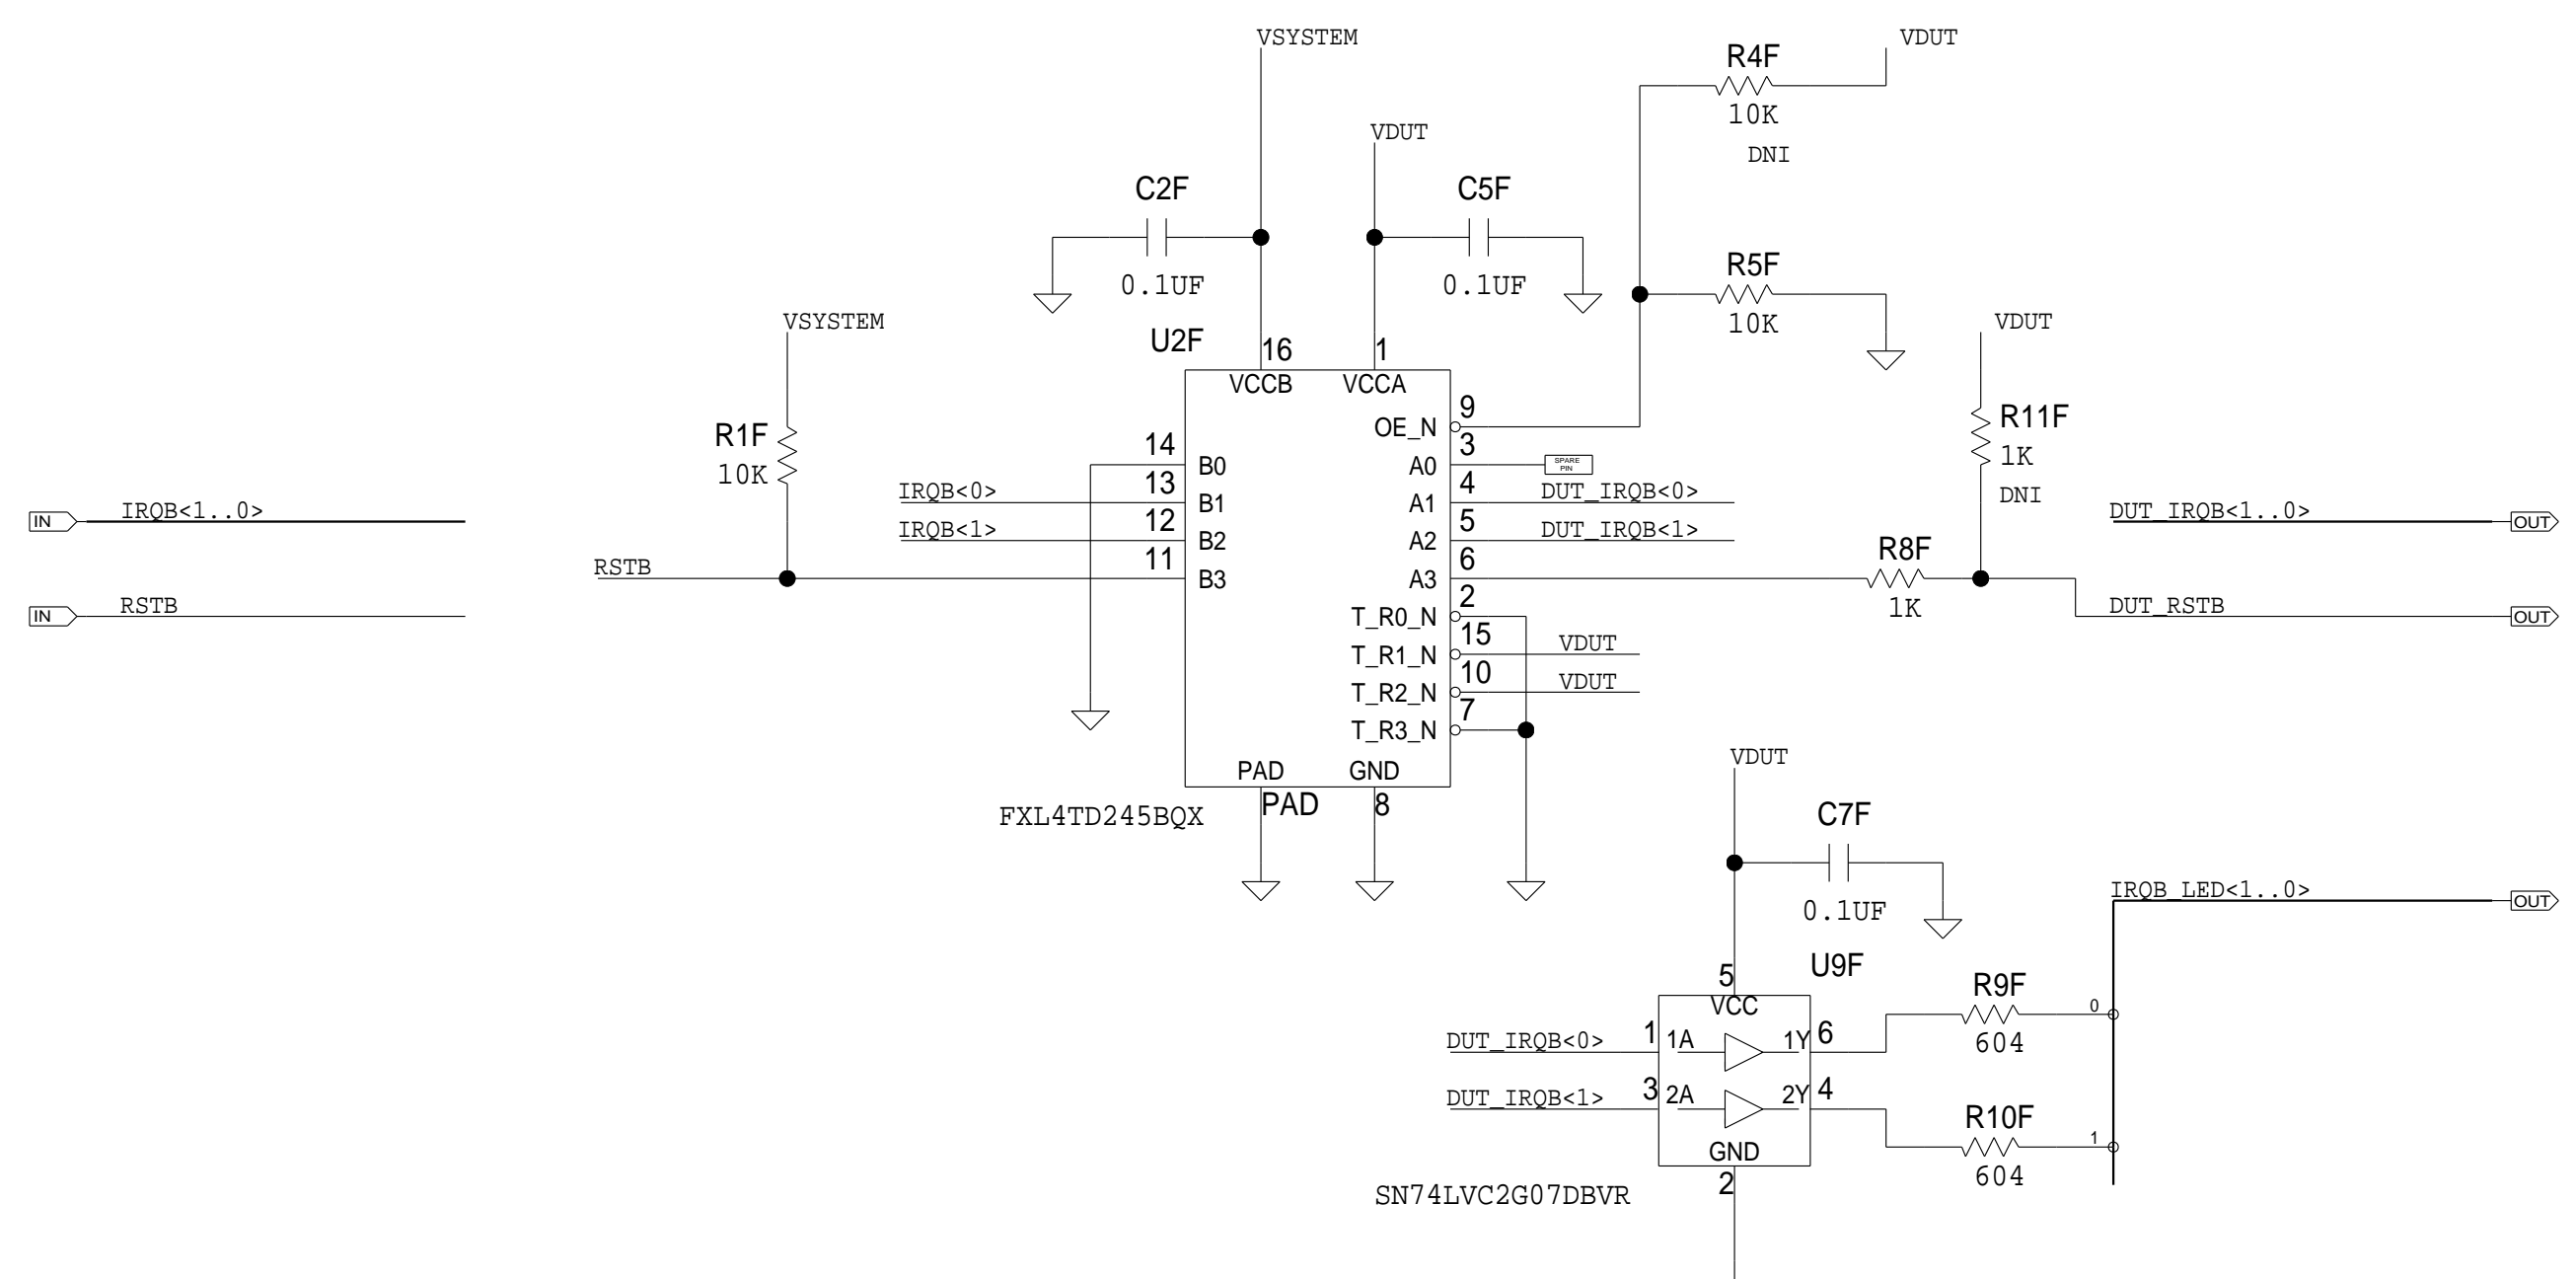 VSYSTEM
R4F
VDUT
10K
DNI
VDUT
C2F
C5F
0.1UF
0.1UF
R5F
10K
VSYSTEM
VDUT
U2F
16
1
VCCB
VCCA
R1F
10K
R11F
1K
DNI
OE_N
9
14
B0
A0
3
SPARE
PIN
IRQB<0>
13
B1
A1
4
DUT_IRQB<0>
IRQB<1>
12
B2
A2
5
DUT_IRQB<1>
RSTB
11
B3
A3
6
R8F
1K
IN
IRQB<1..0>
DUT_IRQB<1..0>
OUT
IN
RSTB
DUT_RSTB
OUT
T_R0_N
2
T_R1_N
15
VDUT
T_R2_N
10
VDUT
T_R3_N
7
PAD
GND
PAD
8
FXL4TD245BQX
VDUT
C7F
0.1UF
IRQB_LED<1..0>
OUT
U9F
5
VCC
R9F
0
604
DUT_IRQB<0>
1
1A
1Y
6
DUT_IRQB<1>
3
2A
2Y
4
R10F
1
604
GND
2
SN74LVC2G07DBVR